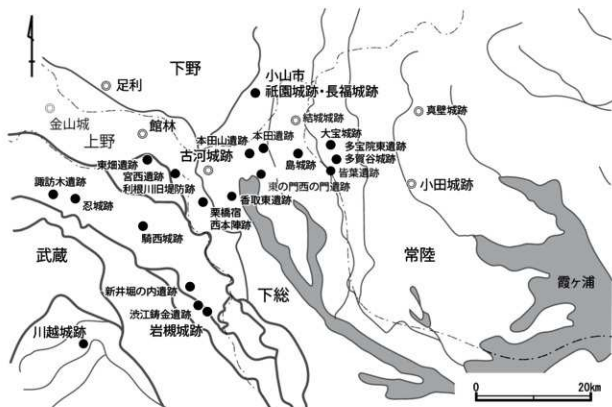 足利
下野
小山市
祇園城跡・長福城跡
金山城
上野
館林
結城城跡
大宝城跡
真壁城跡
本田山遺跡
本田遺跡
多宝院東遺跡
古河城跡
島城跡
多賀谷城跡
東畑遺跡
宮西遺跡
利根川旧堤防跡
東の門西の門遺跡
皆葉遺跡
小田城跡
諏訪木遺跡
忍城跡
栗橋宿
西本陣跡
香取東遺跡
騎西城跡
武蔵
常陸
新井堀の内遺跡
下総
霞ヶ浦
渋江鋳金遺跡
岩槻城跡
川越城跡
0
20km